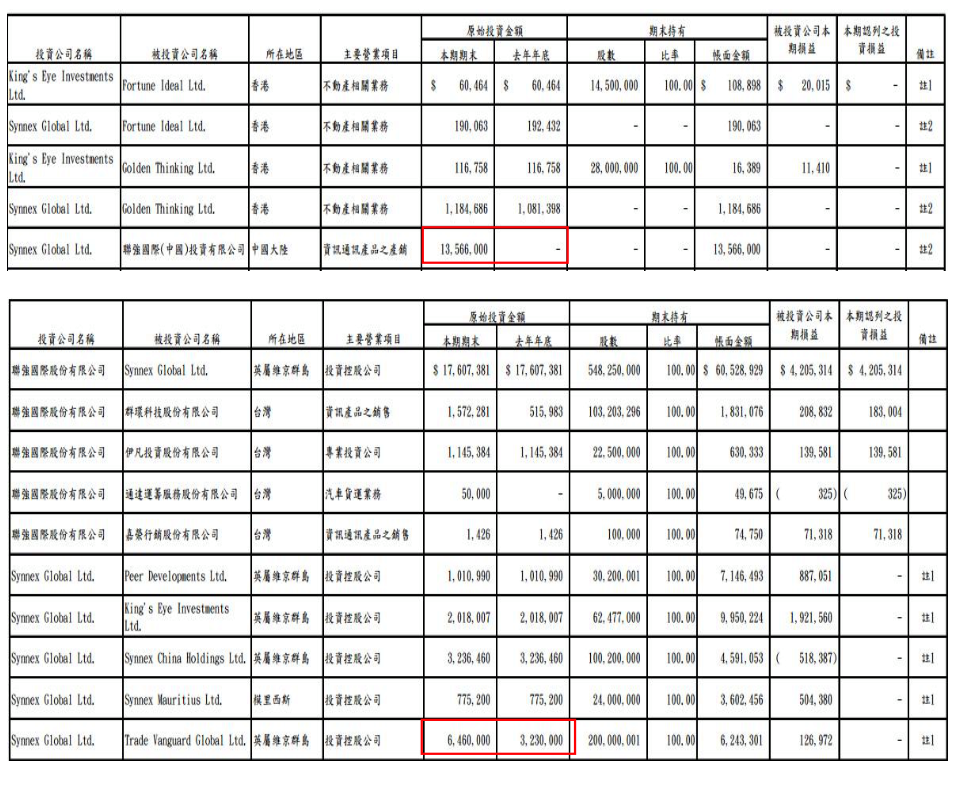 原始投資金額 期末持有 被投資公司本 本期認列之投
投資公司名稱 被投資公司名稱 所在地區 主要營業項目 本期期末 去年年底 股數 比率 帳面金額 期損益 資損益 備註
King's Eye Investments Ltd. Fortune Ideal Ltd. 香港 不動產相關業務 $ 60,464 $ 60,464 14,500,000 100.00 $ 108,898 $ 20,015 $ - 註1
Synnex Global Ltd. Fortune Ideal Ltd. 香港 不動產相關業務 190,063 192,432 - - 190,063 - - 註2
King's Eye Investments Ltd. Golden Thinking Ltd. 香港 不動產相關業務 116,758 116,758 28,000,000 100.00 16,389 11,410 - 註1
Synnex Global Ltd. Golden Thinking Ltd. 香港 不動產相關業務 1,184,686 1,081,398 - - 1,184,686 - - 註2
Synnex Global Ltd. 聯強國際(中國)投資有限公司 中國大陸 資訊通訊產品之產銷 13,566,000 - - - 13,566,000 - - 註2
原始投資金額 期末持有 被投資公司本 本期認列之投
投資公司名稱 被投資公司名稱 所在地區 主要營業項目 本期期末 去年年底 股數 比率 帳面金額 期損益 資損益 備註
聯強國際股份有限公司 Synnex Global Ltd. 英屬維京群島 投資控股公司 $ 17,607,381 $ 17,607,381 548,250,000 100.00 $ 60,528,929 $ 4,205,314 $ 4,205,314
聯強國際股份有限公司 群環科技股份有限公司 台灣 資訊產品之銷售 1,572,281 515,983 103,203,296 100.00 1,831,076 208,832 183,004
聯強國際股份有限公司 伊凡投資股份有限公司 台灣 專業投資公司 1,145,384 1,145,384 22,500,000 100.00 630,333 139,581 139,581
聯強國際股份有限公司 通達運籌服務股份有限公司 台灣 汽車貨運業務 50,000 - 5,000,000 100.00 49,675 ( 325) ( 325)
聯強國際股份有限公司 嘉榮行銷股份有限公司 台灣 資訊通訊產品之銷售 1,426 1,426 100,000 100.00 74,750 71,318 71,318
Synnex Global Ltd. Peer Developments Ltd. 英屬維京群島 投資控股公司 1,010,990 1,010,990 30,200,001 100.00 7,146,493 887,051 - 註1
Synnex Global Ltd. King's Eye Investments Ltd. 英屬維京群島 投資控股公司 2,018,007 2,018,007 62,477,000 100.00 9,950,224 1,921,560 - 註1
Synnex Global Ltd. Synnex China Holdings Ltd. 英屬維京群島 投資控股公司 3,236,460 3,236,460 100,200,000 100.00 4,591,053 ( 518,387) - 註1
Synnex Global Ltd. Synnex Mauritius Ltd. 模里西斯 投資控股公司 775,200 775,200 24,000,000 100.00 3,602,456 504,380 - 註1
Synnex Global Ltd. Trade Vanguard Global Ltd. 英屬維京群島 投資控股公司 6,460,000 3,230,000 200,000,001 100.00 6,243,301 126,972 - 註1